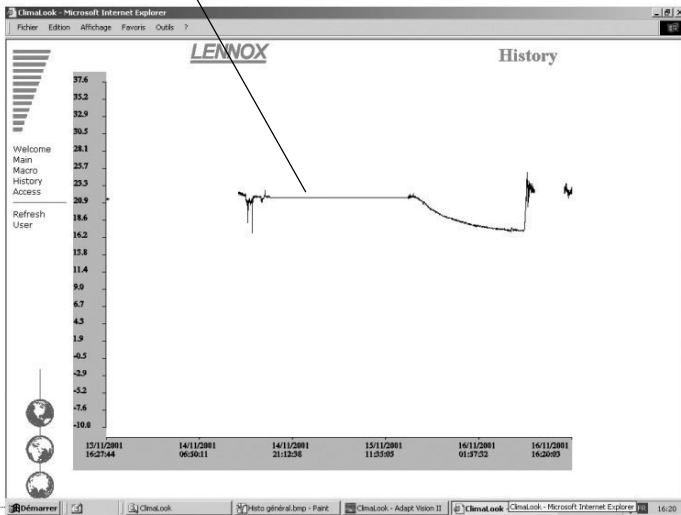 ClimaLook - Microsoft Internet Explorer
Fichier Edition Affichage Favoris Outils ?
LENNOX
History
Welcome
Main
Macro
History
Access
Refresh
User
37.6
35.2
32.9
30.5
28.1
25.7
23.3
20.9
18.6
16.2
13.8
11.4
9.0
6.7
4.3
1.9
-0.5
-2.9
-5.2
-7.6
-10.0
13/11/2001 14/11/2001 14/11/2001 15/11/2001 16/11/2001 16/11/2001
16:27:44 06:50:11 21:12:38 11:35:05 01:57:32 16:20:03
Démarrer ClimaLook Histo général.bmp - Paint ClimaLook - Adapt Vision II ClimaLook - ClimaLook - Microsoft Internet Explorer 16:20